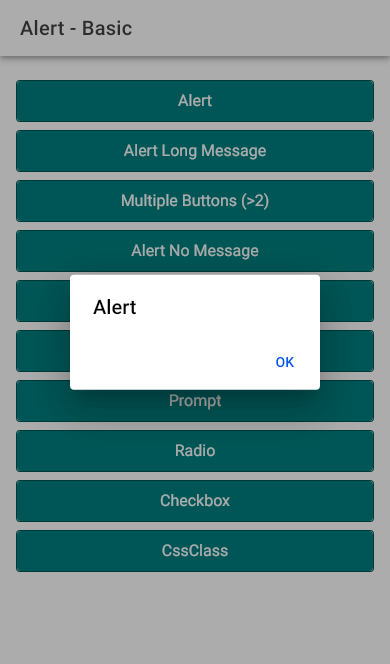 Alert - Basic
Alert
Alert Long Message
Multiple Buttons (>2)
Alert No Message
Alert
OK
Prompt
Radio
Checkbox
CssClass